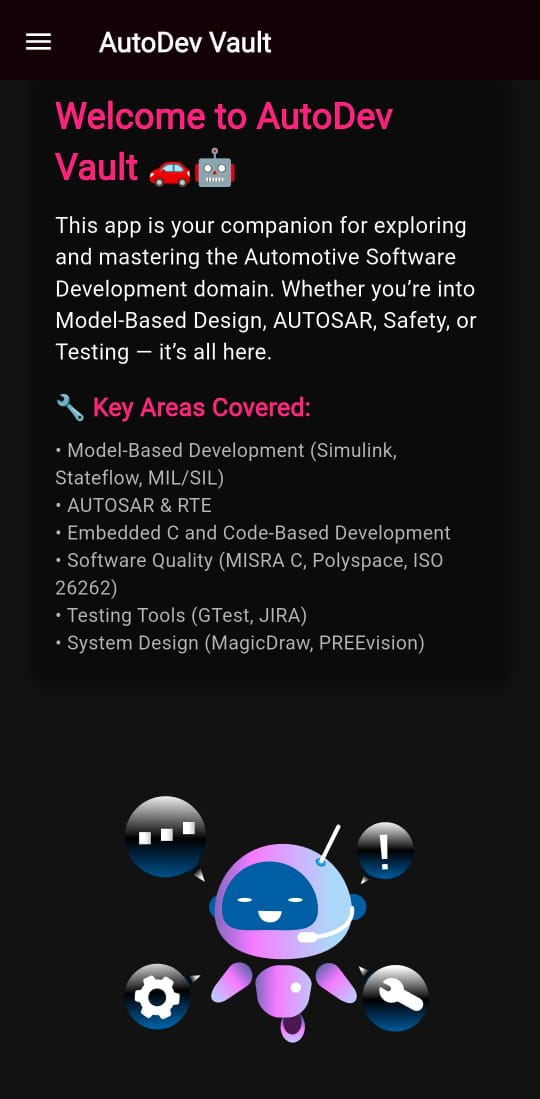 AutoDev Vault
Welcome to AutoDev
Vault 🚗🤖
This app is your companion for exploring
and mastering the Automotive Software
Development domain. Whether you’re into
Model-Based Design, AUTOSAR, Safety, or
Testing — it’s all here.
🔧 Key Areas Covered:
• Model-Based Development (Simulink,
Stateflow, MIL/SIL)
• AUTOSAR & RTE
• Embedded C and Code-Based Development
• Software Quality (MISRA C, Polyspace, ISO
26262)
• Testing Tools (GTest, JIRA)
• System Design (MagicDraw, PREEvision)
!